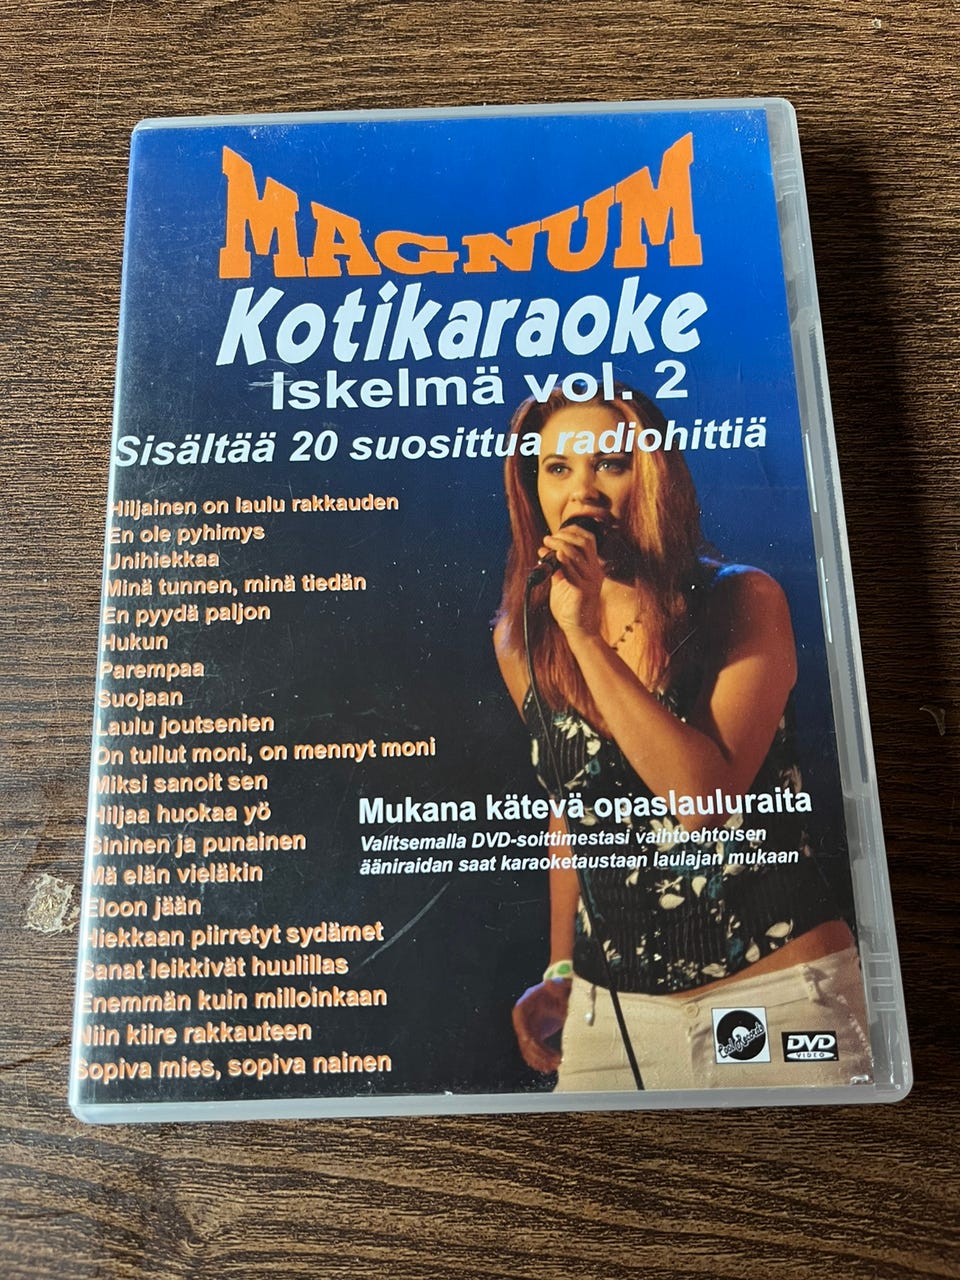 MAGNUM
Kotikaraoke
Iskelmä vol. 2
Sisältää 20 suosittua radiohittiä
Hiljainen on laulu rakkauden
En ole pyhimys
Unihiekkaa
Minä tunnen, minä tiedän
En pyydä paljon
Hukun
Parempaa
Suojaan
Laulu joutsenien
On tullut moni, on mennyt moni
Miksi sanoit sen
Hiljaa huokaa yö
Sininen ja punainen
Mä elän vieläkin
Eloon jään
Hiekkaan piirretyt sydämet
Sanat leikkivät huulillas
Enemmän kuin milloinkaan
Niin kiire rakkauteen
Sopiva mies, sopiva nainen
Mukana kätevä opaslauluraita
Valitsemalla DVD-soittimestasi vaihtoehtoisen
ääniraidan saat karaoketaustaan laulajan mukaan
DVD
VIDEO